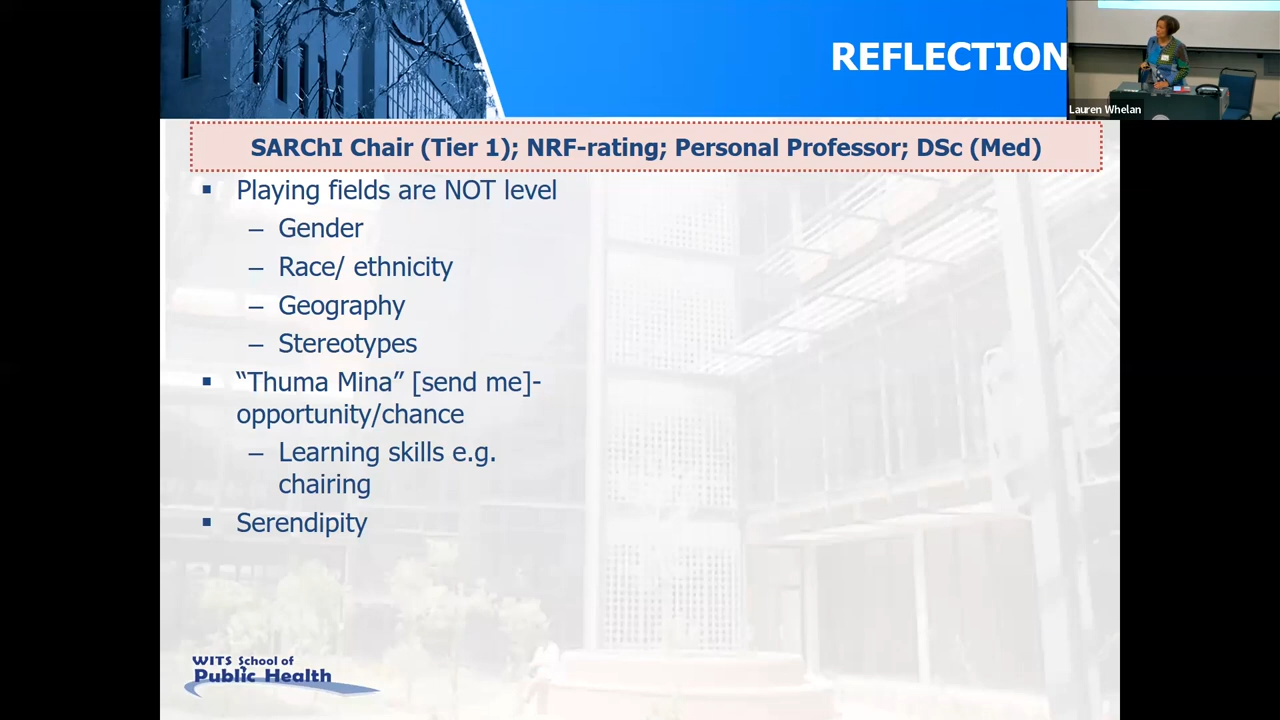 REFLECTION
Lauren Whelan
SARChI Chair (Tier 1); NRF-rating; Personal Professor; DSc (Med)
▪ Playing fields are NOT level
– Gender
– Race/ ethnicity
– Geography
– Stereotypes
▪ “Thuma Mina” [send me]-
opportunity/chance
– Learning skills e.g.
chairing
▪ Serendipity
WITS School of
Public Health